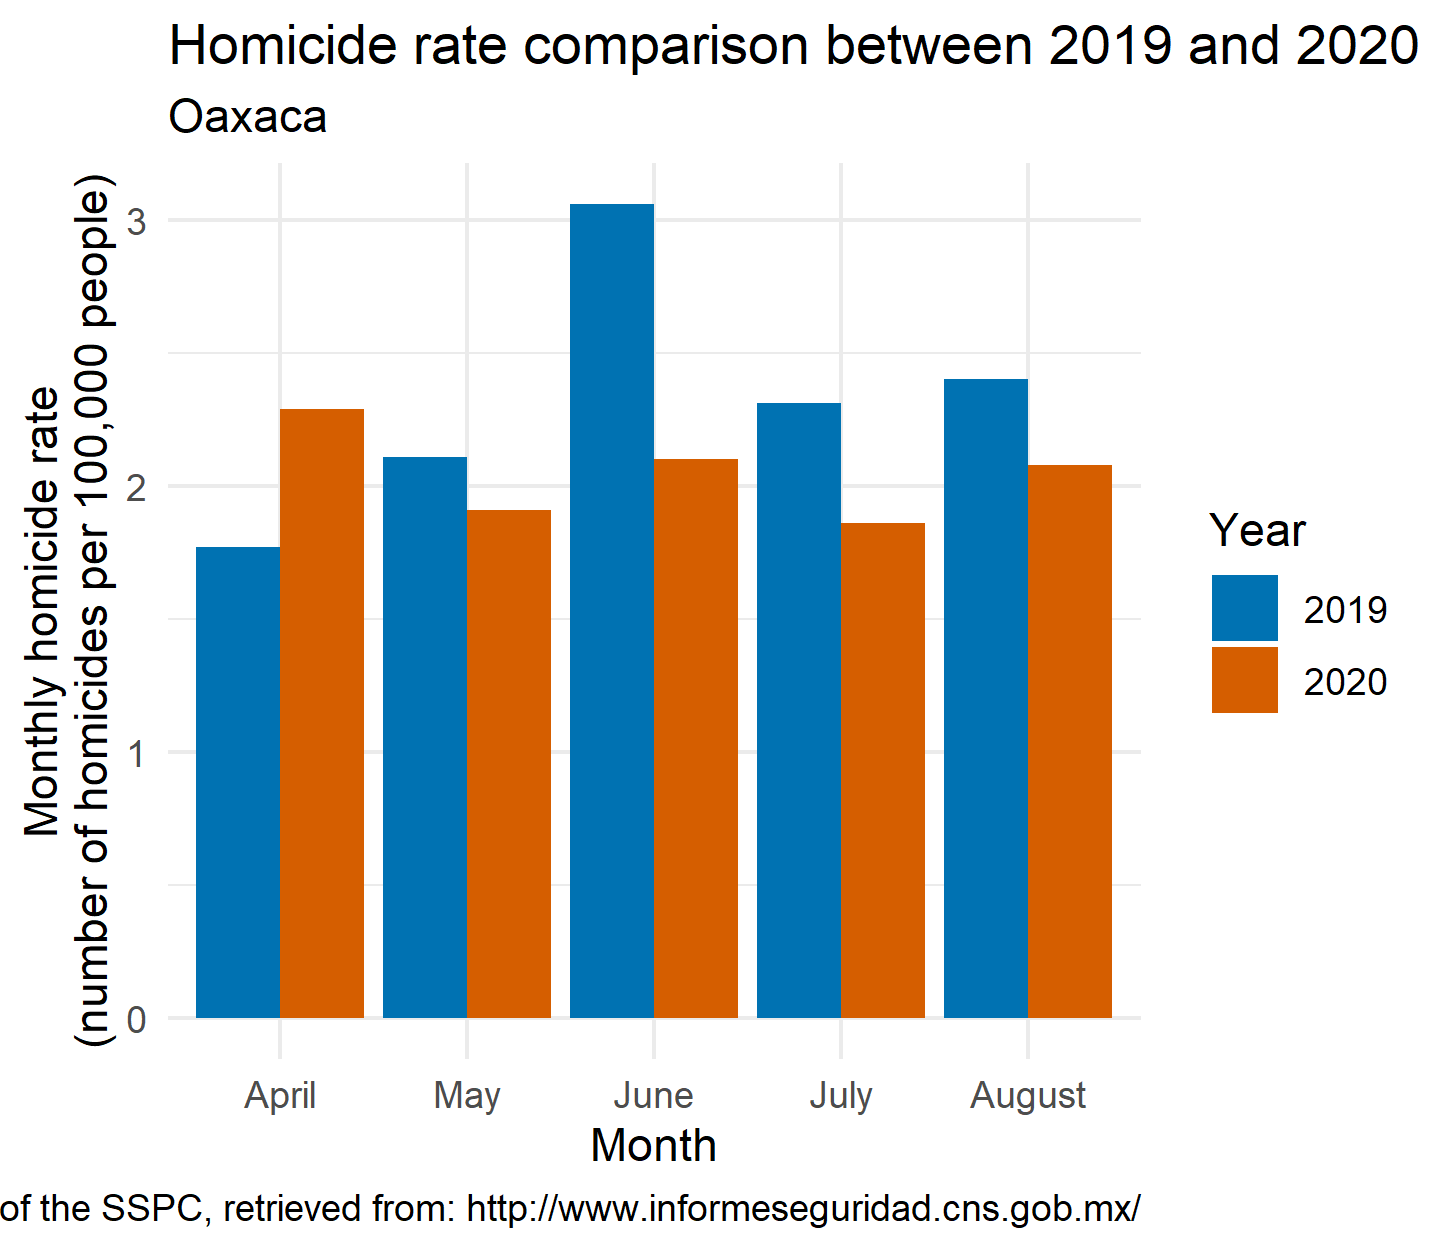 Homicide rate comparison between 2019 and 2020
Oaxaca
Monthly homicide rate
(number of homicides per 100,000 people)
3
2
1
0
April May June July August
Month
Year
2019
2020
of the SSPC, retrieved from: http://www.informeseguridad.cns.gob.mx/